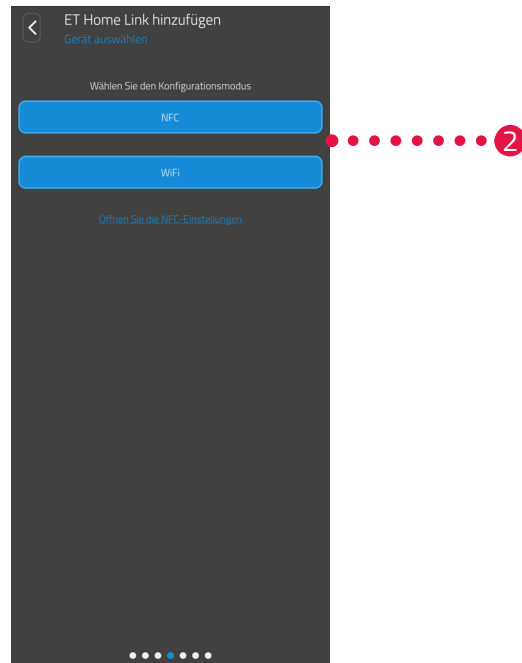 ET Home Link hinzufügen
Gerät auswählen
Wählen Sie den Konfigurationsmodus
NFC
2
WiFi
Öffnen Sie die NFC-Einstellungen